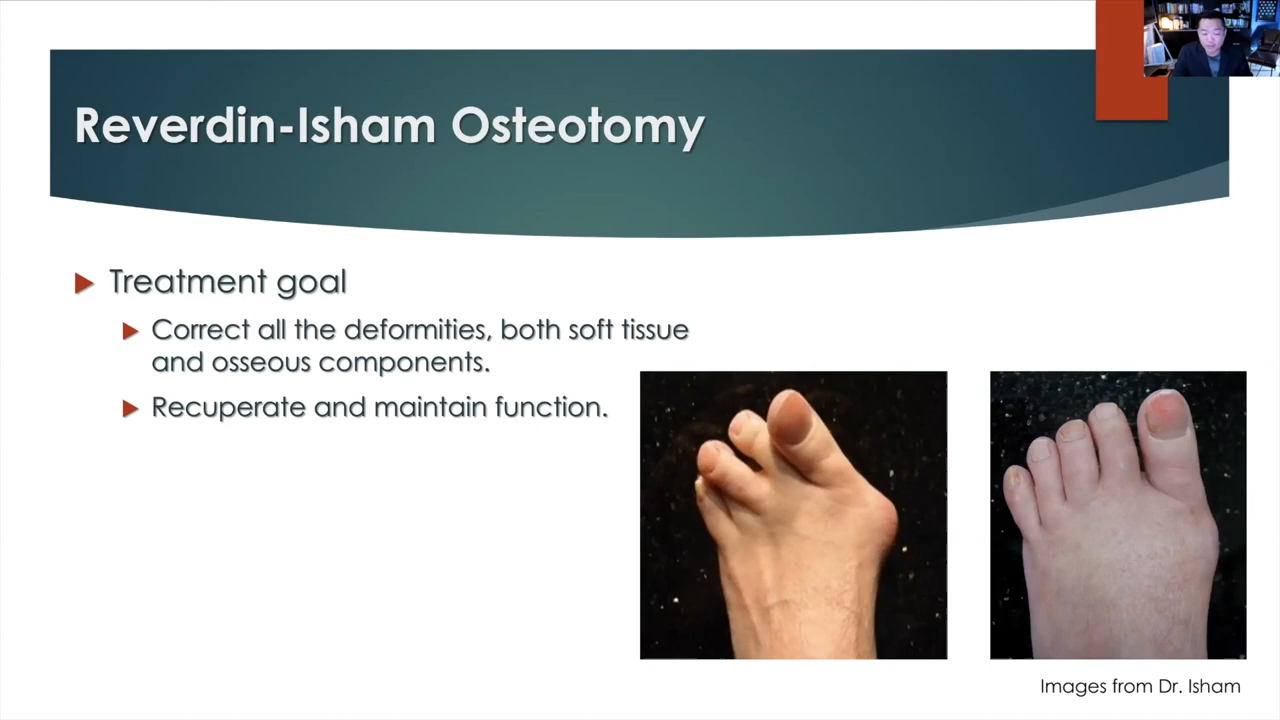 Reverdin-Isham Osteotomy
Treatment goal
Correct all the deformities, both soft tissue
and osseous components.
Recuperate and maintain function.
Images from Dr. Isham